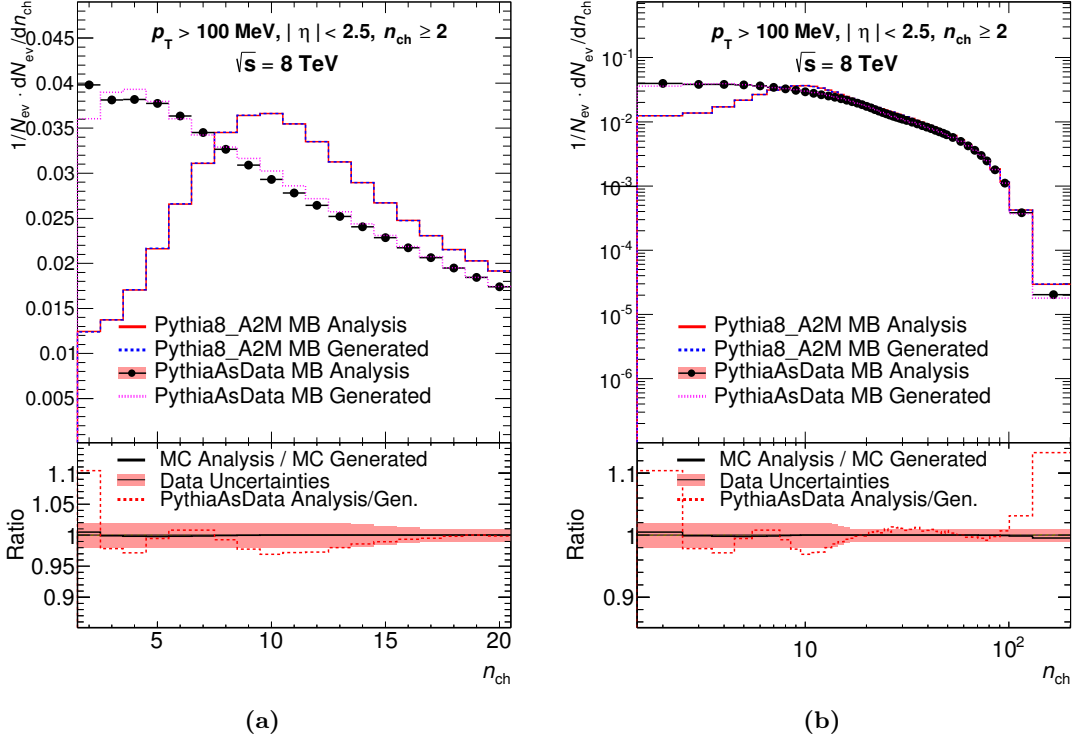 1/N_ev · dN_ev/dn_ch
0.045
0.04
0.035
0.03
0.025
0.02
0.015
0.01
0.005
p_T > 100 MeV, | η | < 2.5, n_ch ≥ 2
√s = 8 TeV
Pythia8_A2M MB Analysis
Pythia8_A2M MB Generated
PythiaAsData MB Analysis
PythiaAsData MB Generated
Ratio
1.1
1.05
1
0.95
0.9
MC Analysis / MC Generated
Data Uncertainties
PythiaAsData Analysis/Gen.
5 10 15 20
n_ch
(a)
1/N_ev · dN_ev/dn_ch
10⁻¹
10⁻²
10⁻³
10⁻⁴
10⁻⁵
10⁻⁶
p_T > 100 MeV, | η | < 2.5, n_ch ≥ 2
√s = 8 TeV
Pythia8_A2M MB Analysis
Pythia8_A2M MB Generated
PythiaAsData MB Analysis
PythiaAsData MB Generated
Ratio
1.1
1.05
1
0.95
0.9
MC Analysis / MC Generated
Data Uncertainties
PythiaAsData Analysis/Gen.
10 10²
n_ch
(b)